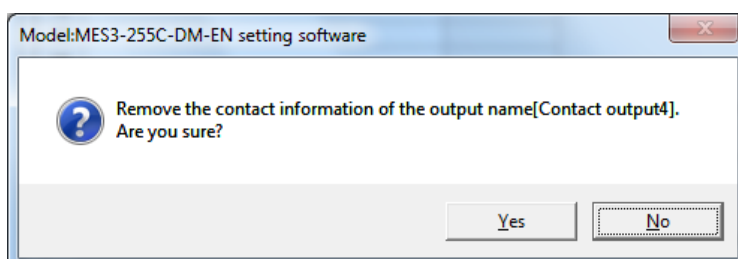 Model:MES3-255C-DM-EN setting software
Remove the contact information of the output name[Contact output4].
Are you sure?
Yes
No